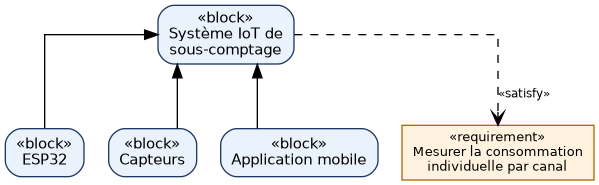 «block»
Système IoT de
sous-comptage
«satisfy»
«block»
ESP32
«block»
Capteurs
«block»
Application mobile
«requirement»
Mesurer la consommation
individuelle par canal